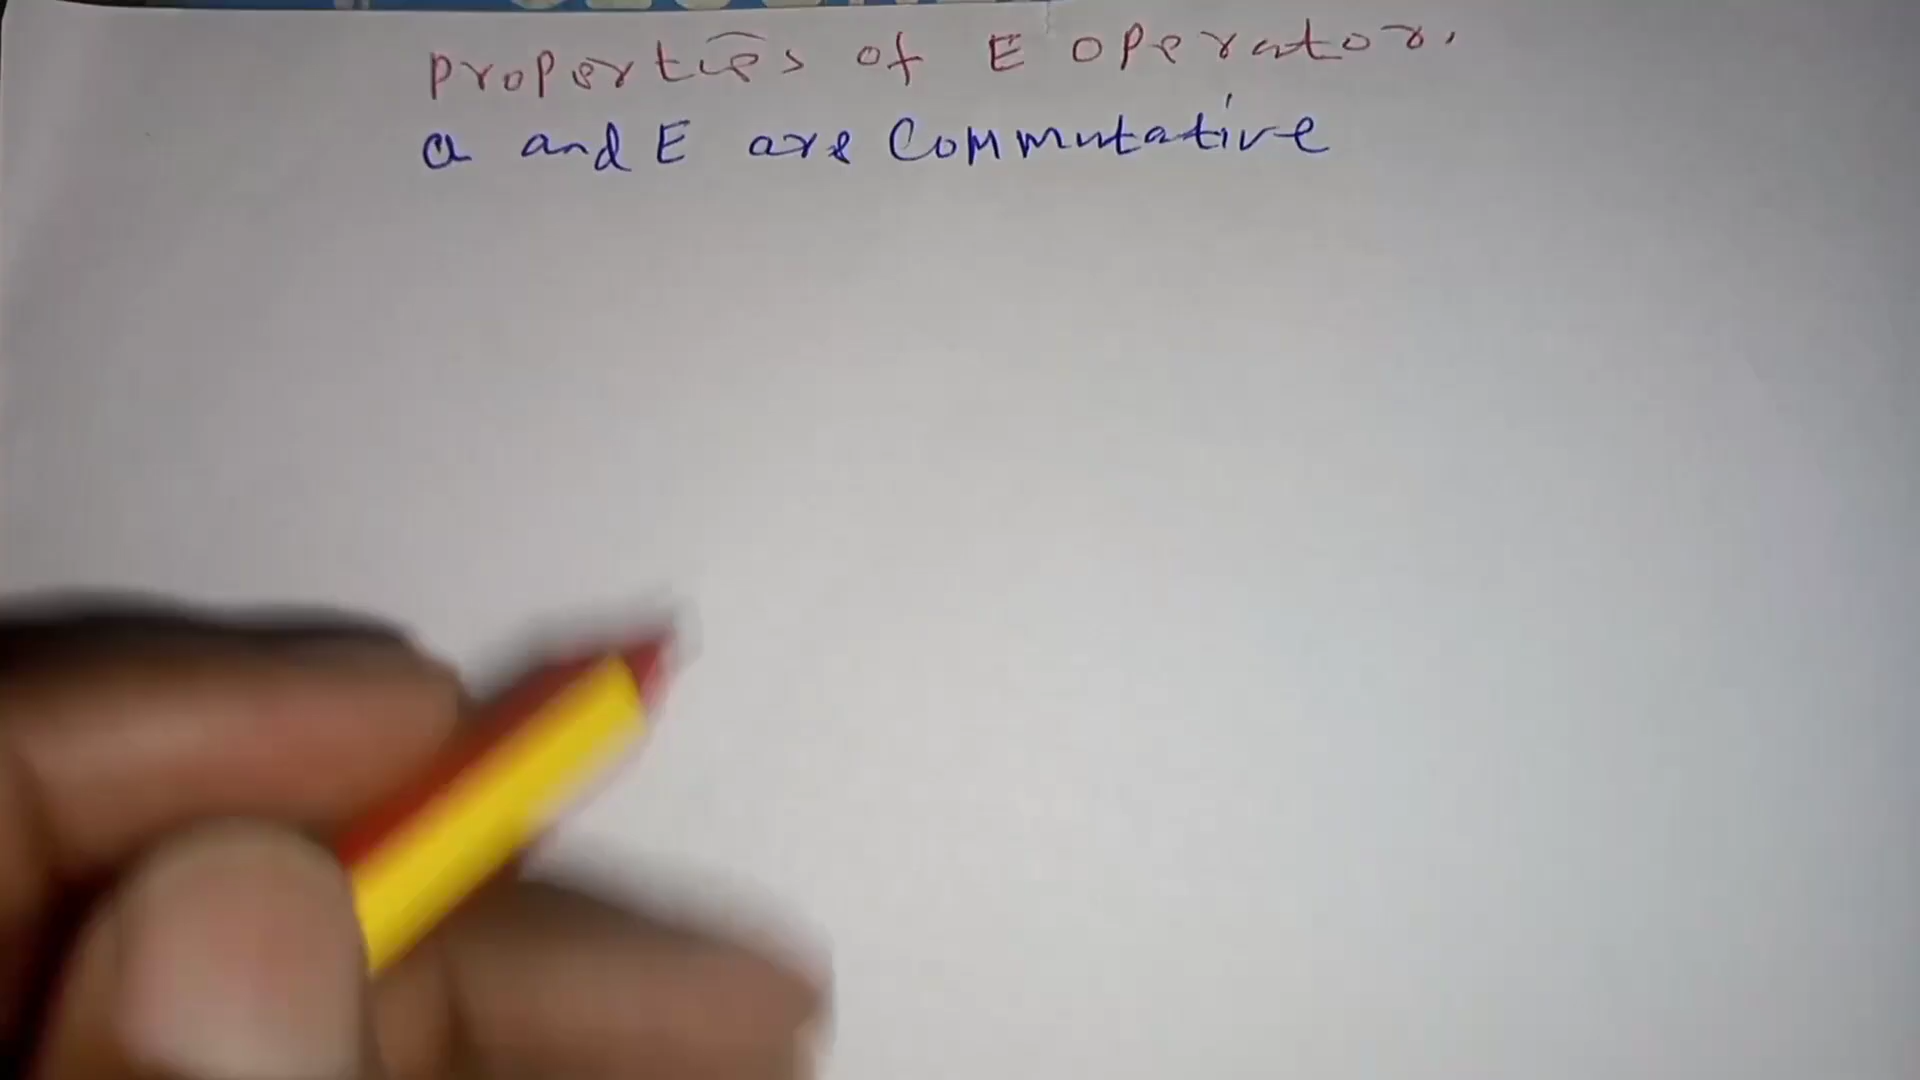 Properties of E operator.
a and E are Commutative